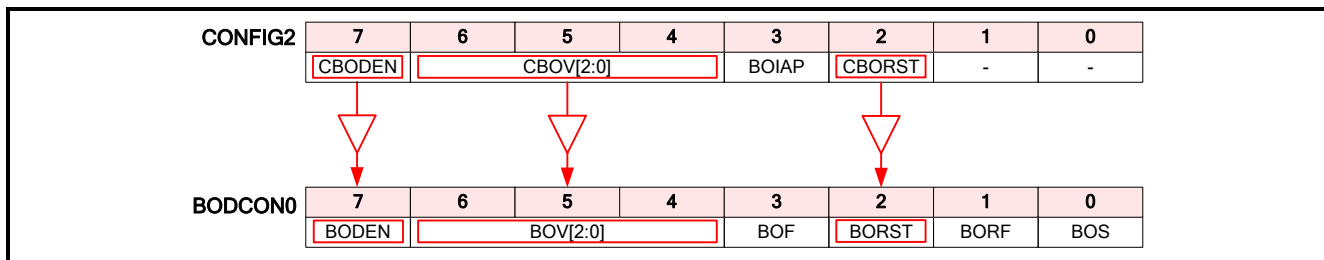 CONFIG2 7 6 5 4 3 2 1 0
CBODEN CBOV[2:0] BOIAP CBORST - -
BODCON0 7 6 5 4 3 2 1 0
BODEN BOV[2:0] BOF BORST BORF BOS